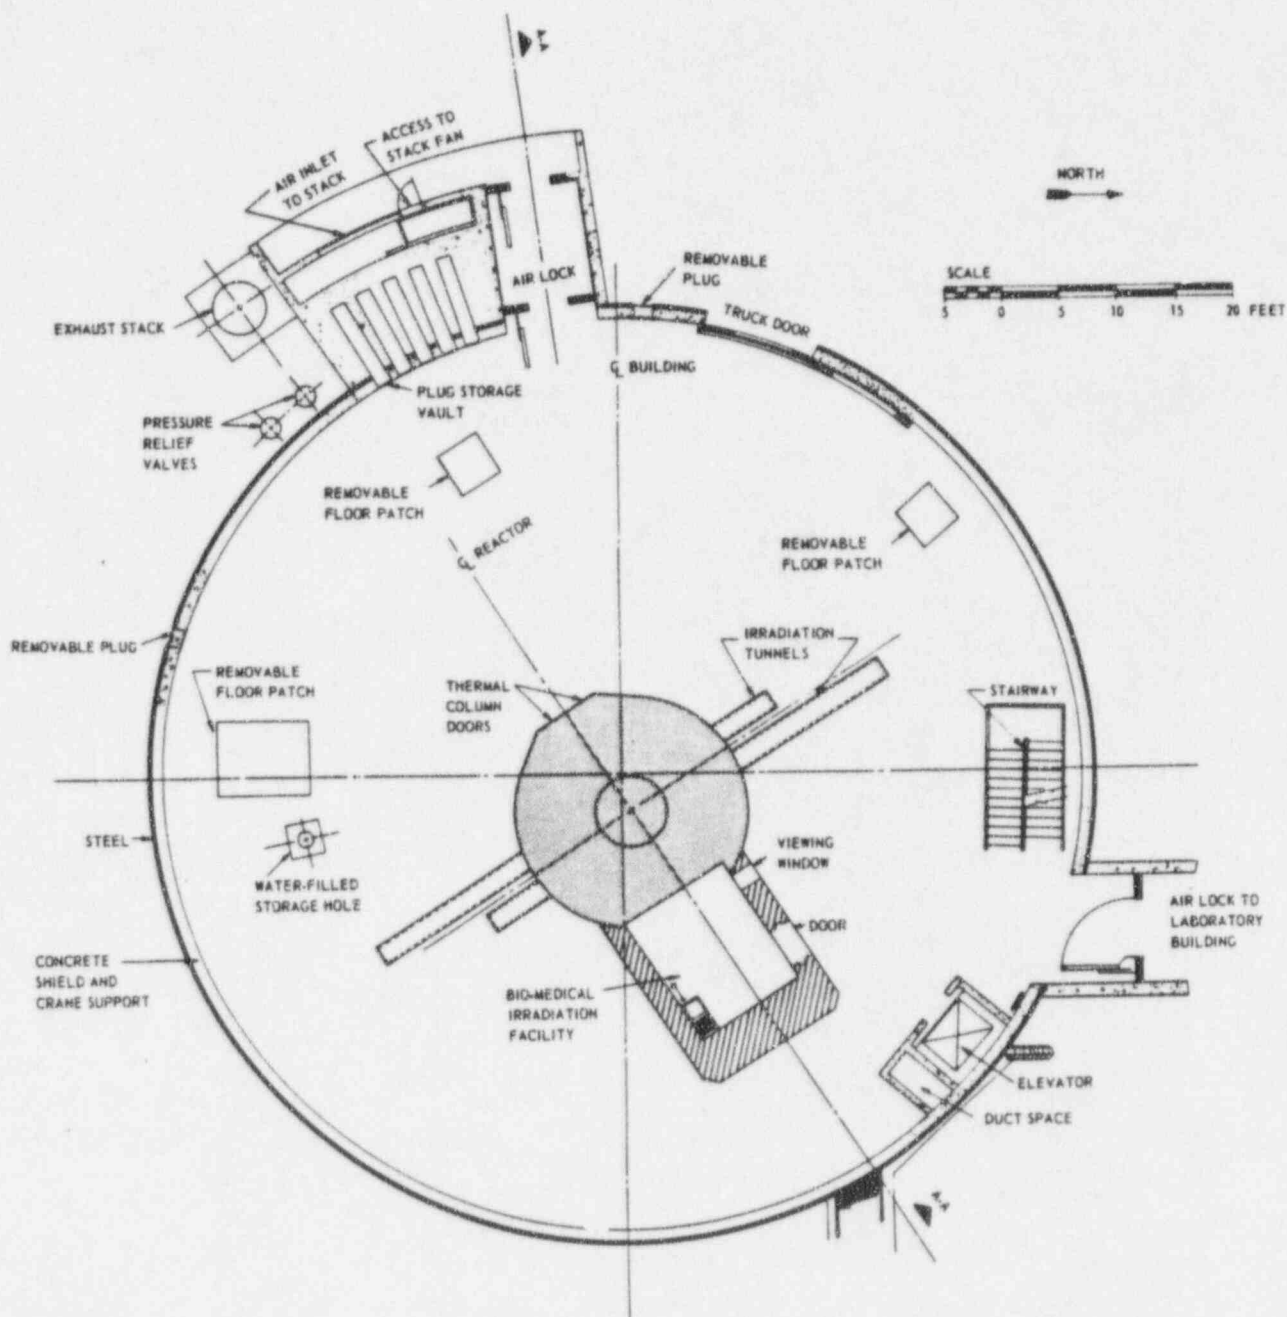 ACCESS TO
STACK FAN
AIR INLET
TO STACK
NORTH
SCALE
5 0 5 10 15 20 FEET
REMOVABLE
PLUG
TRUCK DOOR
AIR LOCK
EXHAUST STACK
℄ BUILDING
PLUG STORAGE
VAULT
PRESSURE
RELIEF
VALVES
REMOVABLE
FLOOR PATCH
℄ REACTOR
REMOVABLE
FLOOR PATCH
REMOVABLE PLUG
REMOVABLE
FLOOR PATCH
THERMAL
COLUMN
DOORS
IRRADIATION
TUNNELS
STAIRWAY
STEEL
WATER-FILLED
STORAGE HOLE
VIEWING
WINDOW
DOOR
AIR LOCK TO
LABORATORY
BUILDING
CONCRETE
SHIELD AND
CRANE SUPPORT
BIO-MEDICAL
IRRADIATION
FACILITY
ELEVATOR
DUCT SPACE